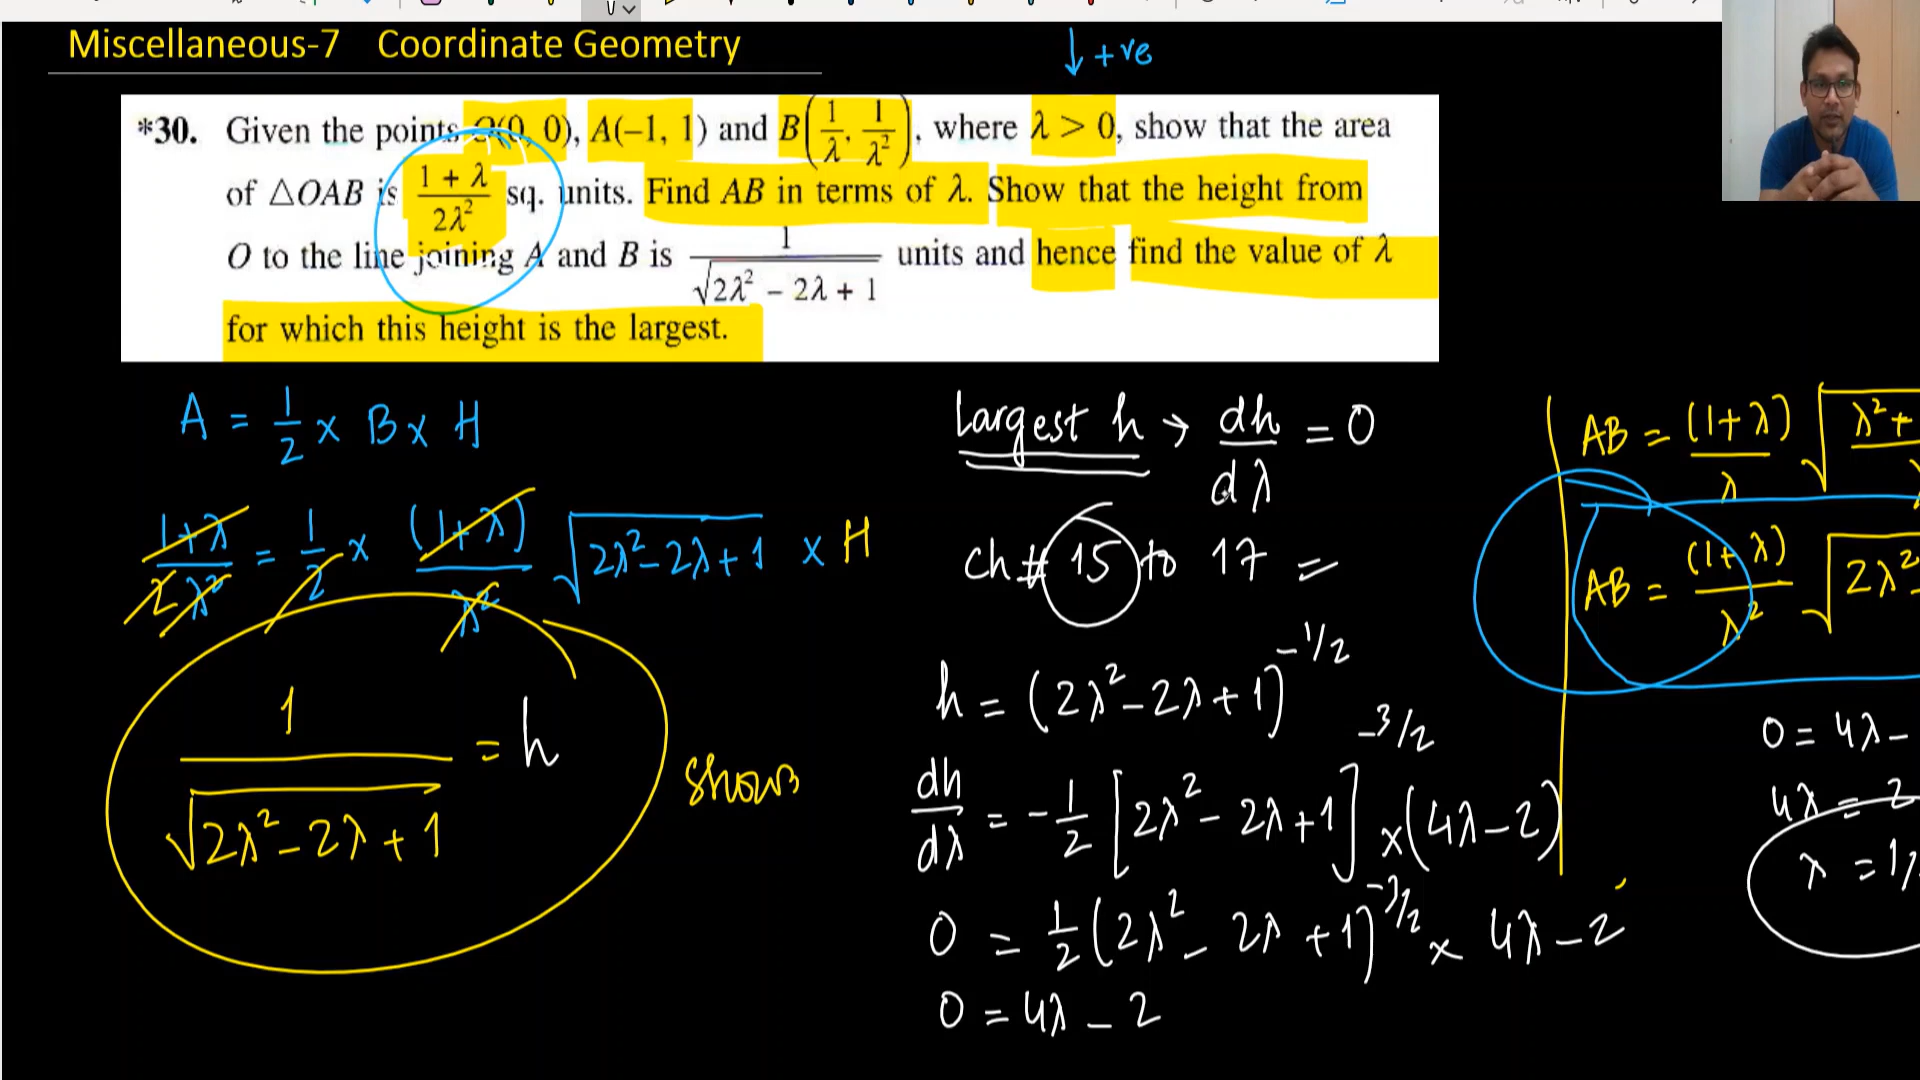 Miscellaneous-7 Coordinate Geometry
↓ +ve
*30. Given the points O(0, 0), A(–1, 1) and B(1/λ, 1/λ²), where λ > 0, show that the area
of △OAB is (1 + λ)/(2λ²) sq. units. Find AB in terms of λ. Show that the height from
O to the line joining A and B is 1/√(2λ² – 2λ + 1) units and hence find the value of λ
for which this height is the largest.
A = 1/2 × B × H
(1+λ)/(2λ²) = 1/2 × (1+λ)/λ² √(2λ²-2λ+1) × H
1/√(2λ²-2λ+1) = h
shows
Largest h → dh/dλ = 0
ch# 15 to 17 =
h = (2λ²-2λ+1)^-1/2
dh/dλ = -1/2 [2λ²-2λ+1]^-3/2 ×(4λ-2)
0 = 1/2 (2λ²-2λ+1)^-3/2 × 4λ-2
0 = 4λ-2
AB = (1+λ)/λ √(λ²+
AB = (1+λ)/λ² √(2λ²-
0 = 4λ-
4λ = 2
λ = 1/